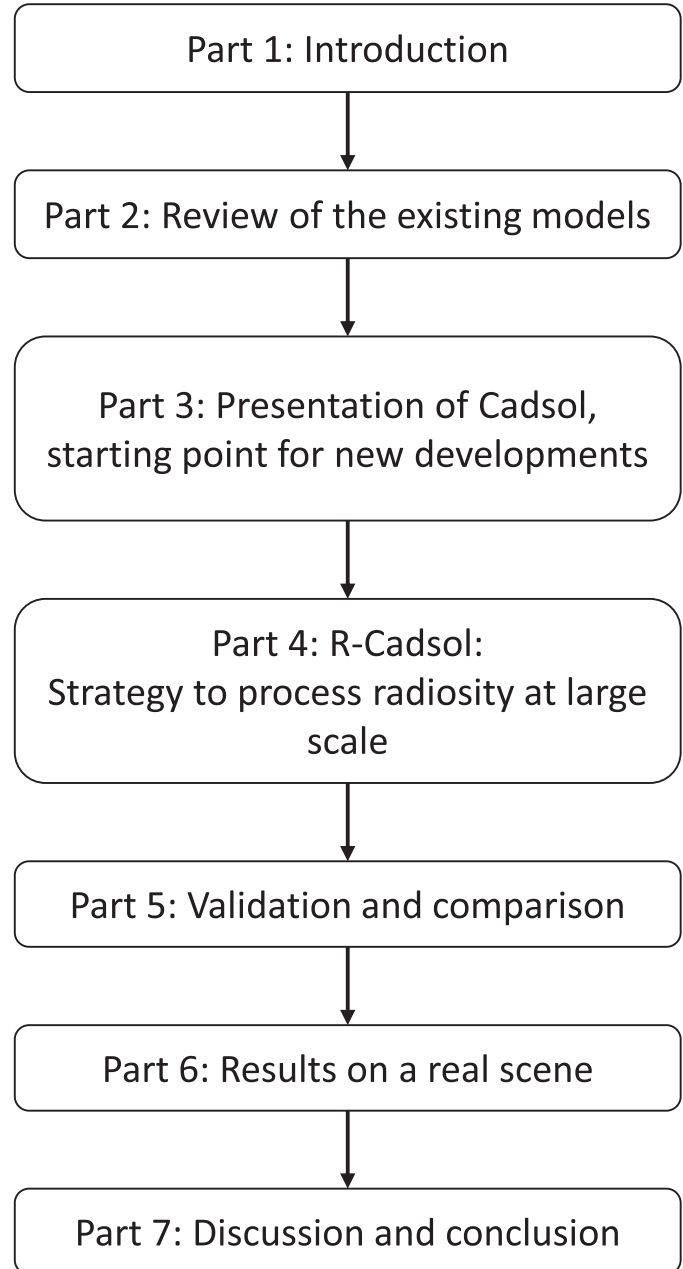 Part 1: Introduction
Part 2: Review of the existing models
Part 3: Presentation of Cadsol,
starting point for new developments
Part 4: R-Cadsol:
Strategy to process radiosity at large
scale
Part 5: Validation and comparison
Part 6: Results on a real scene
Part 7: Discussion and conclusion